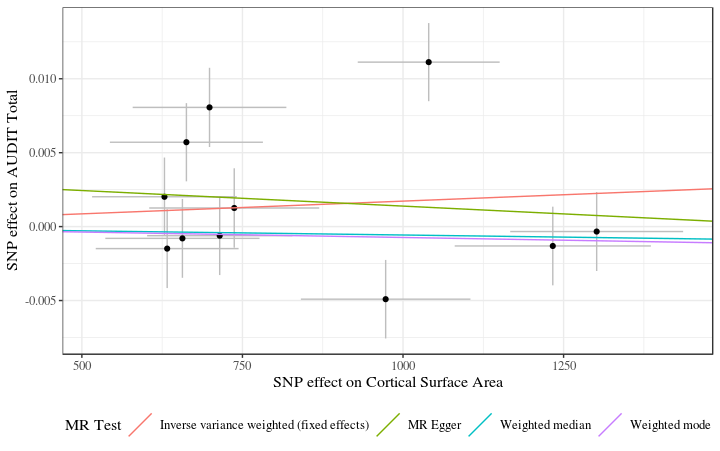 SNP effect on AUDIT Total
0.010
0.005
0.000
-0.005
500 750 1000 1250
SNP effect on Cortical Surface Area
MR Test Inverse variance weighted (fixed effects) MR Egger Weighted median Weighted mode